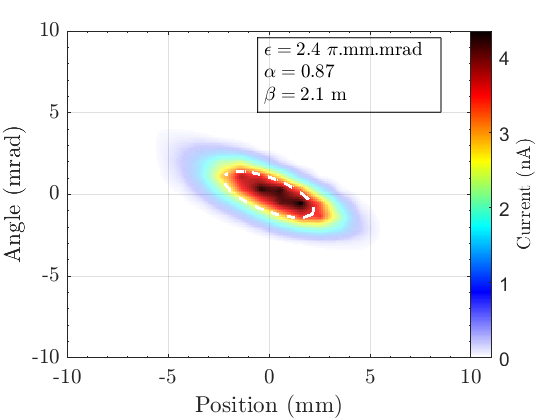 ϵ = 2.4 π.mm.mrad
α = 0.87
β = 2.1 m
10
5
0
-5
-10
Angle (mrad)
-10
-5
0
5
10
Position (mm)
4
3
2
1
0
Current (nA)